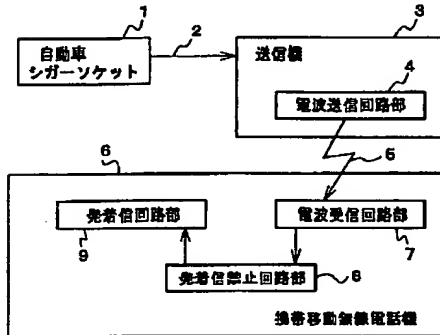 1
2
3
自動車
シガーソケット
送信機
4
電波送信回路部
5
6
発着信回路部
9
電波受信回路部
7
発着信禁止回路部
8
携帯移動無線電話機